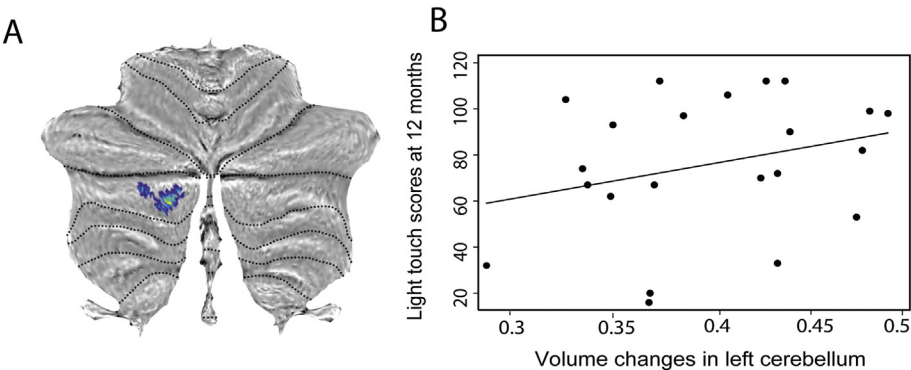 A
B
Light touch scores at 12 months
120
100
80
60
40
20
0.3 0.35 0.4 0.45 0.5
Volume changes in left cerebellum